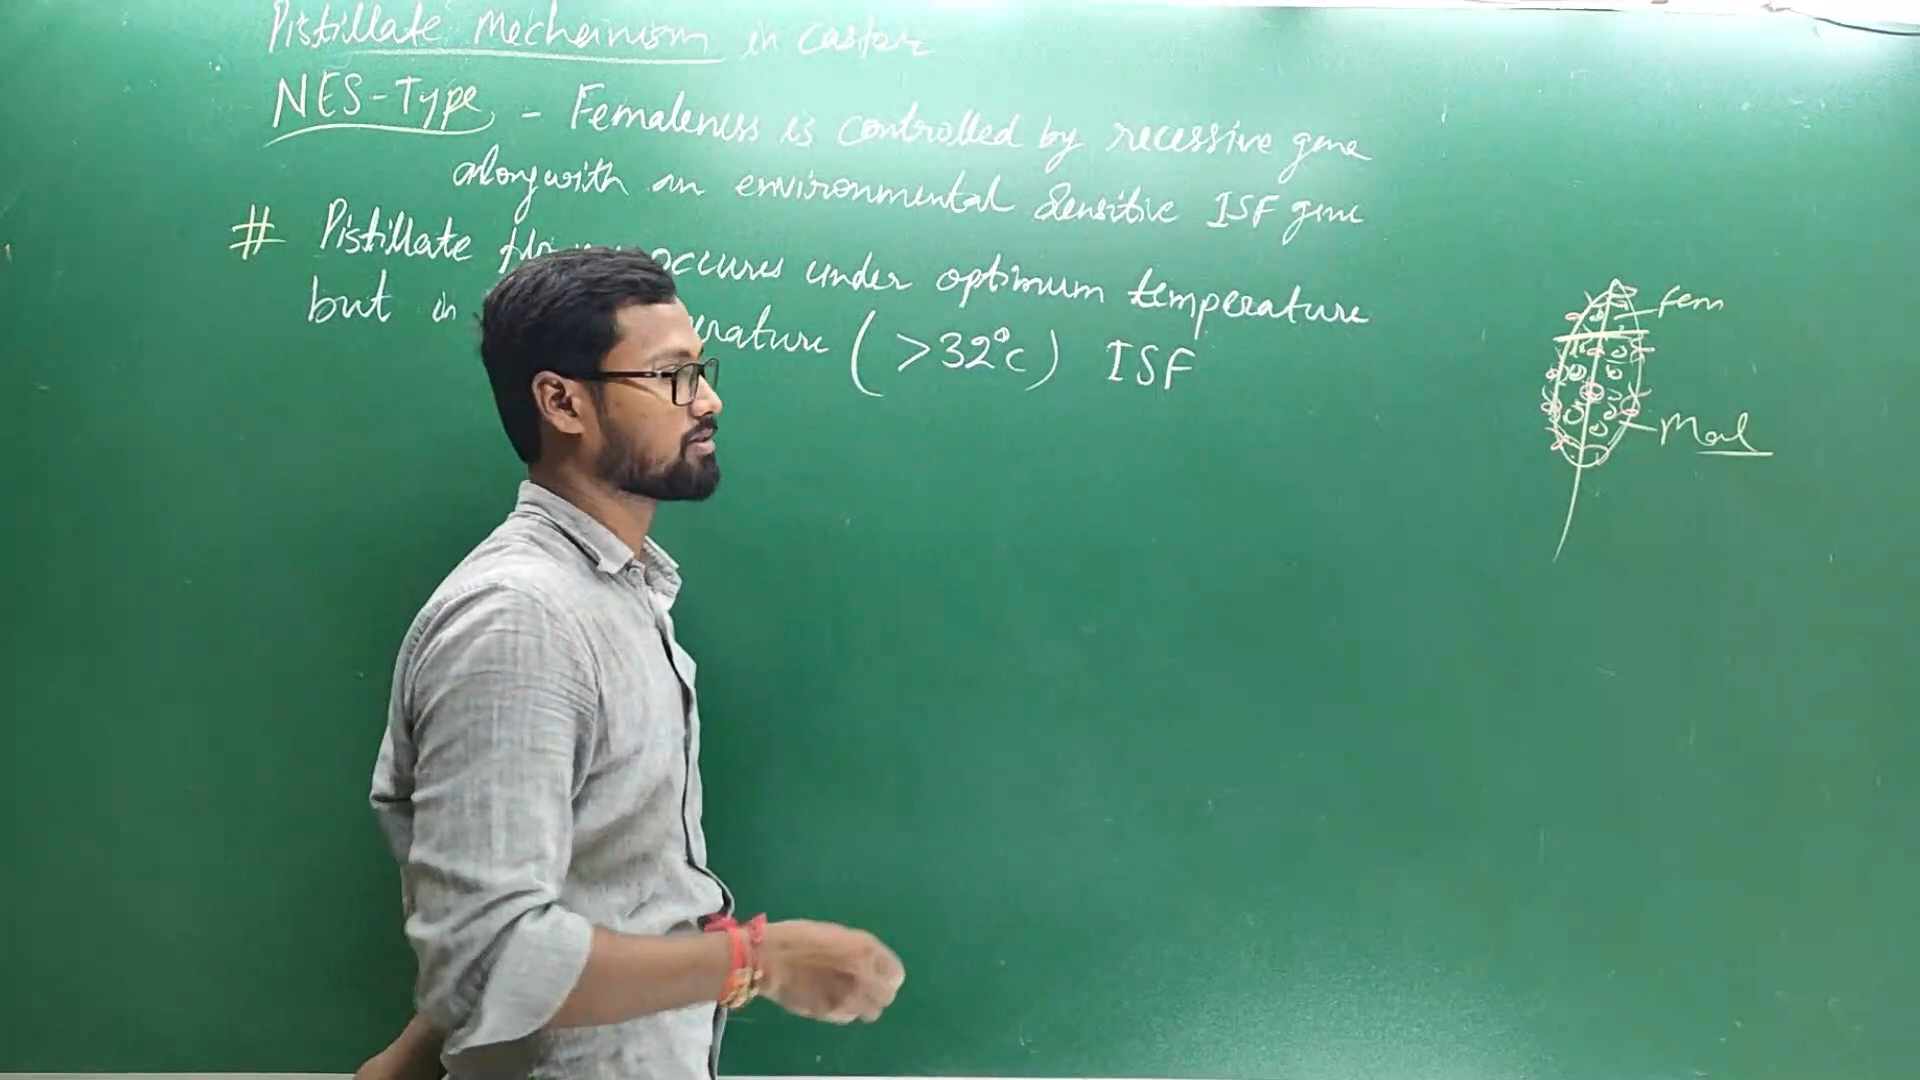 Pistillate Mechanism in castor
NES-Type - Femaleness is controlled by recessive gene
alongwith an environmental sensitive ISF gene
# Pistillate occures under optimum temperature
but in (>32°c) ISF
Fem
Mal